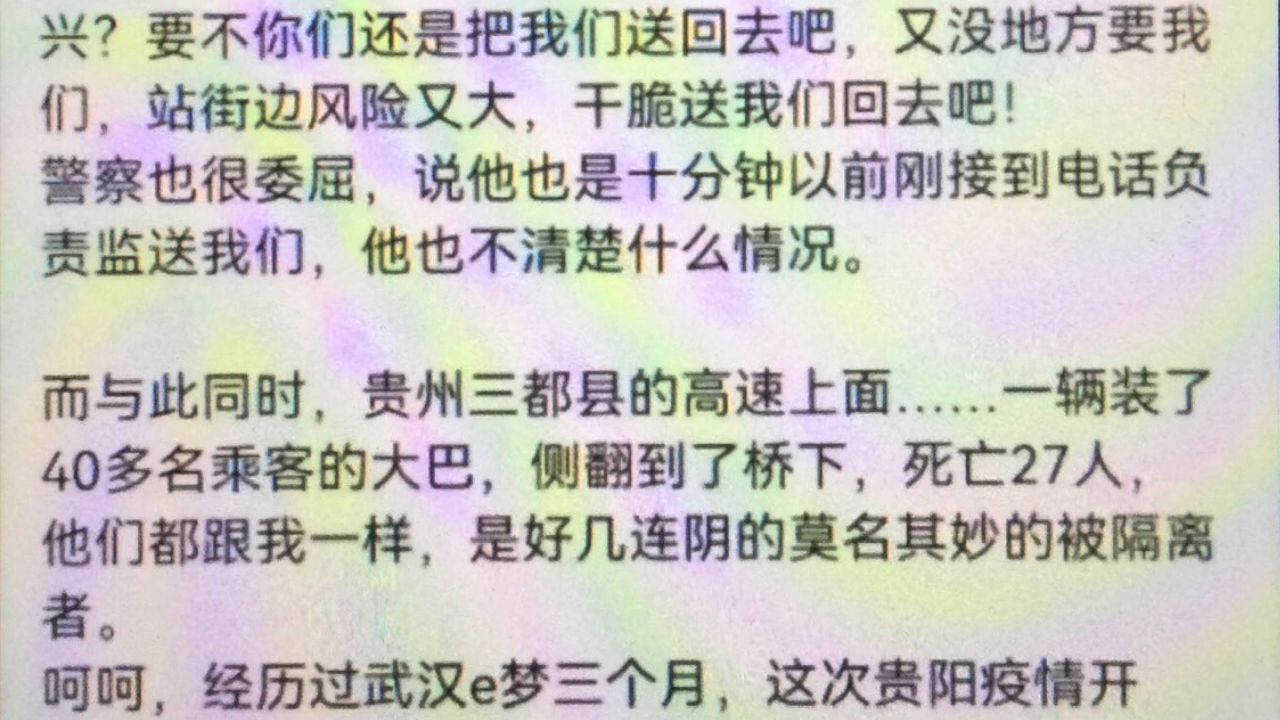 兴？要不你们还是把我们送回去吧，又没地方要我
们，站街边风险又大，干脆送我们回去吧！
警察也很委屈，说他也是十分钟以前刚接到电话负
责监送我们，他也不清楚什么情况。
而与此同时，贵州三都县的高速上面……一辆装了
40多名乘客的大巴，侧翻到了桥下，死亡27人，
他们都跟我一样，是好几连阴的莫名其妙的被隔离
者。
呵呵，经历过武汉e梦三个月，这次贵阳疫情开